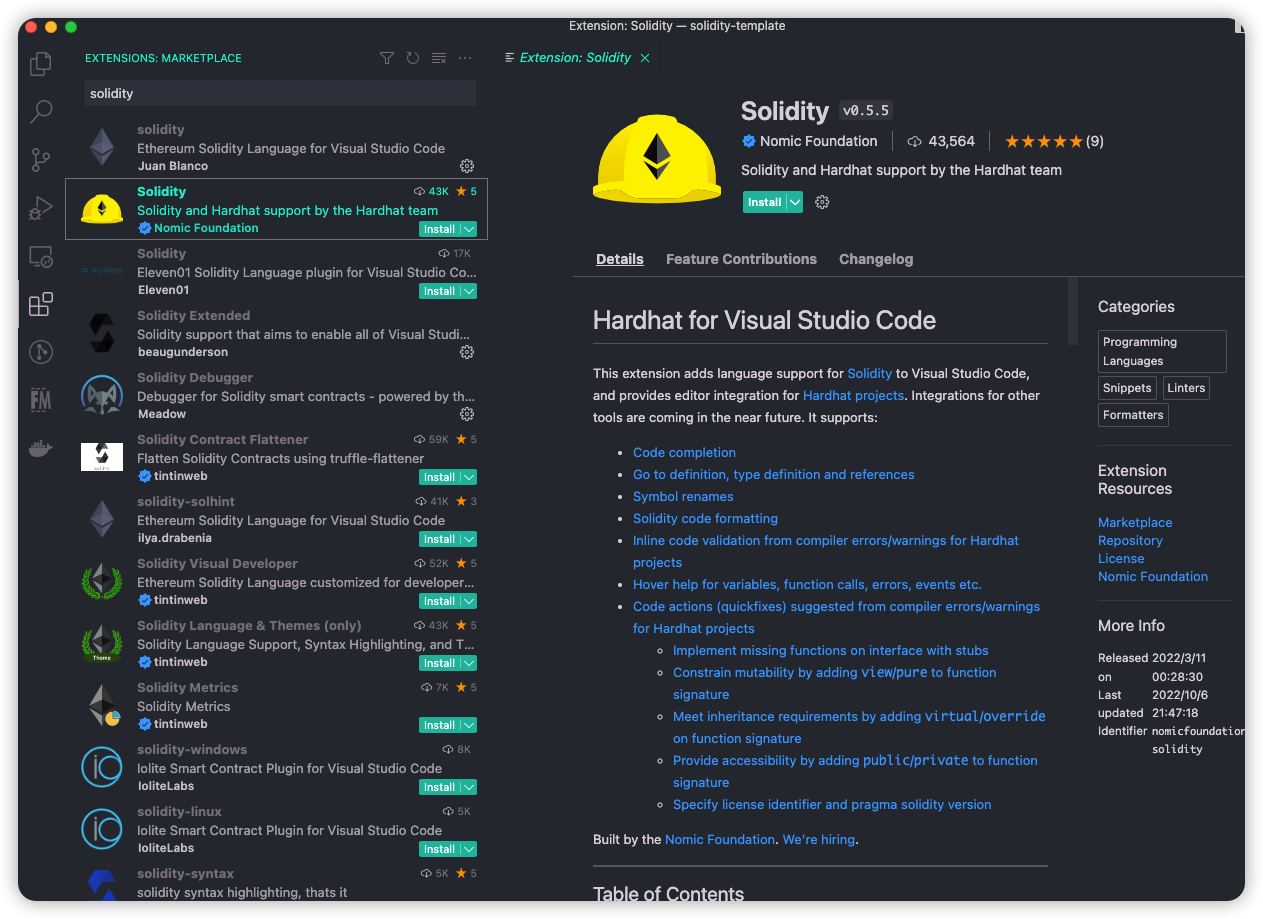 Extension: Solidity — solidity-template
EXTENSIONS: MARKETPLACE
solidity
solidity
Ethereum Solidity Language for Visual Studio Code
Juan Blanco
Solidity 43K ★ 5
Solidity and Hardhat support by the Hardhat team
Nomic Foundation Install
Solidity 17K
Eleven01 Solidity Language plugin for Visual Studio Co...
Eleven01 Install
Solidity Extended
Solidity support that aims to enable all of Visual Studi...
beaugunderson
Solidity Debugger
Debugger for Solidity smart contracts - powered by th...
Meadow
Solidity Contract Flattener 59K ★ 5
Flatten Solidity Contracts using truffle-flattener
tintinweb Install
solidity-solhint 41K ★ 3
Ethereum Solidity Language for Visual Studio Code
ilya.drabenia Install
Solidity Visual Developer 52K ★ 5
Ethereum Solidity Language customized for developer...
tintinweb Install
Solidity Language & Themes (only) 43K ★ 5
Solidity Language Support, Syntax Highlighting, and T...
Theme
tintinweb Install
Solidity Metrics 7K ★ 5
Solidity Metrics
tintinweb Install
solidity-windows 8K
Iolite Smart Contract Plugin for Visual Studio Code
IoliteLabs Install
solidity-linux 5K
Iolite Smart Contract Plugin for Visual Studio Code
IoliteLabs Install
solidity-syntax 5K ★ 5
solidity syntax highlighting, thats it
FM
Extension: Solidity
Solidity v0.5.5
Nomic Foundation 43,564 ★★★★★(9)
Solidity and Hardhat support by the Hardhat team
Install
Details Feature Contributions Changelog
Hardhat for Visual Studio Code
This extension adds language support for Solidity to Visual Studio Code,
and provides editor integration for Hardhat projects. Integrations for other
tools are coming in the near future. It supports:
• Code completion
• Go to definition, type definition and references
• Symbol renames
• Solidity code formatting
• Inline code validation from compiler errors/warnings for Hardhat
projects
• Hover help for variables, function calls, errors, events etc.
• Code actions (quickfixes) suggested from compiler errors/warnings
for Hardhat projects
◦ Implement missing functions on interface with stubs
◦ Constrain mutability by adding view/pure to function
signature
◦ Meet inheritance requirements by adding virtual/override
on function signature
◦ Provide accessibility by adding public/private to function
signature
◦ Specify license identifier and pragma solidity version
Built by the Nomic Foundation. We're hiring.
Table of Contents
Categories
Programming
Languages
Snippets Linters
Formatters
Extension
Resources
Marketplace
Repository
License
Nomic Foundation
More Info
Released 2022/3/11
on 00:28:30
Last 2022/10/6
updated 21:47:18
Identifier nomicfoundation
solidity